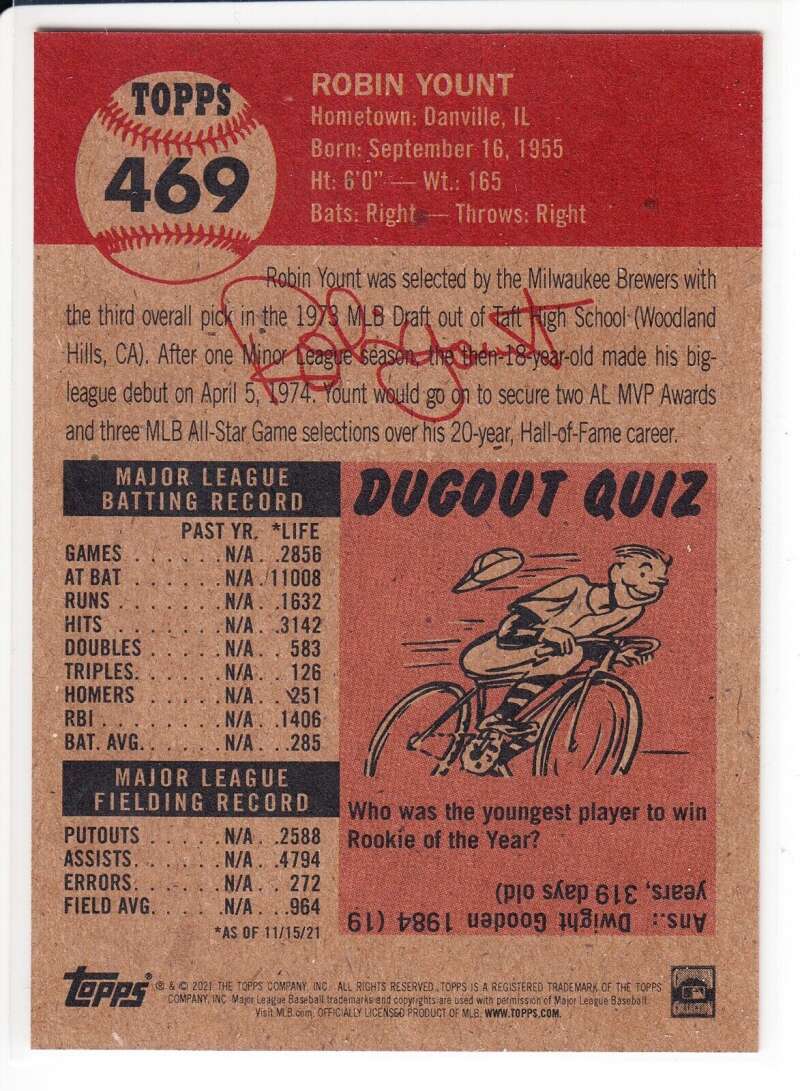 TOPPS
469
ROBIN YOUNT
Hometown: Danville, IL
Born: September 16, 1955
Ht: 6'0" — Wt.: 165
Bats: Right — Throws: Right
Robin Yount was selected by the Milwaukee Brewers with
the third overall pick in the 1973 MLB Draft out of Taft High School (Woodland
Hills, CA). After one Minor League season, the then-18-year-old made his big-
league debut on April 5, 1974. Yount would go on to secure two AL MVP Awards
and three MLB All-Star Game selections over his 20-year, Hall-of-Fame career.
Robin Yount
MAJOR LEAGUE
BATTING RECORD
PAST YR. *LIFE
GAMES . . . . . . N/A . .2856
AT BAT . . . . . . N/A .11008
RUNS . . . . . . . N/A . .1632
HITS . . . . . . . N/A . .3142
DOUBLES . . . . . N/A . . . 583
TRIPLES. . . . . . N/A . . . 126
HOMERS . . . . . N/A . . . 251
RBI . . . . . . . . N/A . .1406
BAT. AVG. . . . . . N/A . . .285
MAJOR LEAGUE
FIELDING RECORD
PUTOUTS . . . . . N/A . .2588
ASSISTS. . . . . . N/A . .4794
ERRORS. . . . . . N/A . . . 272
FIELD AVG. . . . . .N/A. . . .964
*AS OF 11/15/21
DUGOUT QUIZ
Who was the youngest player to win
Rookie of the Year?
Ans.: Dwight Gooden 1984 (19
years, 319 days old)
Topps
® & © 2021 THE TOPPS COMPANY, INC. ALL RIGHTS RESERVED. TOPPS IS A REGISTERED TRADEMARK OF THE TOPPS
COMPANY, INC. Major League Baseball trademarks and copyrights are used with permission of Major League Baseball.
Visit MLB.com. OFFICIALLY LICENSED PRODUCT OF MLB. WWW.TOPPS.COM.